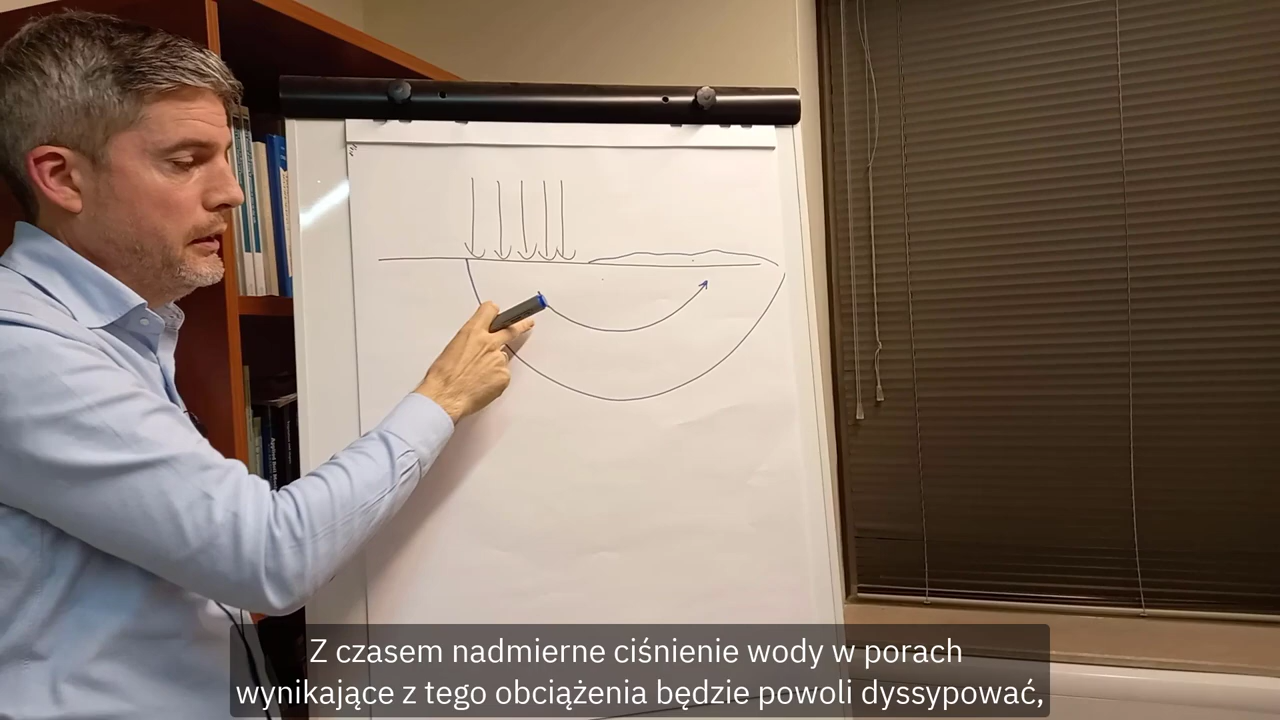 Z czasem nadmierne ciśnienie wody w porach
wynikające z tego obciążenia będzie powoli dyssypować,